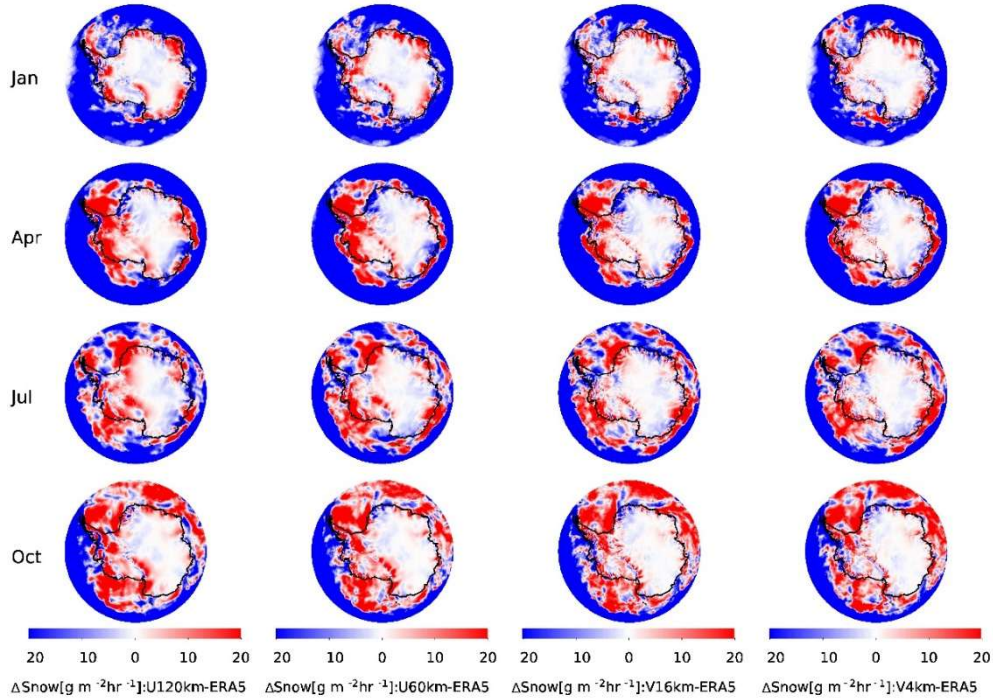 Jan
Apr
Jul
Oct
20 10 0 10 20 20 10 0 10 20 20 10 0 10 20 20 10 0 10 20
ΔSnow[g m⁻²hr⁻¹]:U120km-ERA5 ΔSnow[g m⁻²hr⁻¹]:U60km-ERA5 ΔSnow[g m⁻²hr⁻¹]:V16km-ERA5 ΔSnow[g m⁻²hr⁻¹]:V4km-ERA5